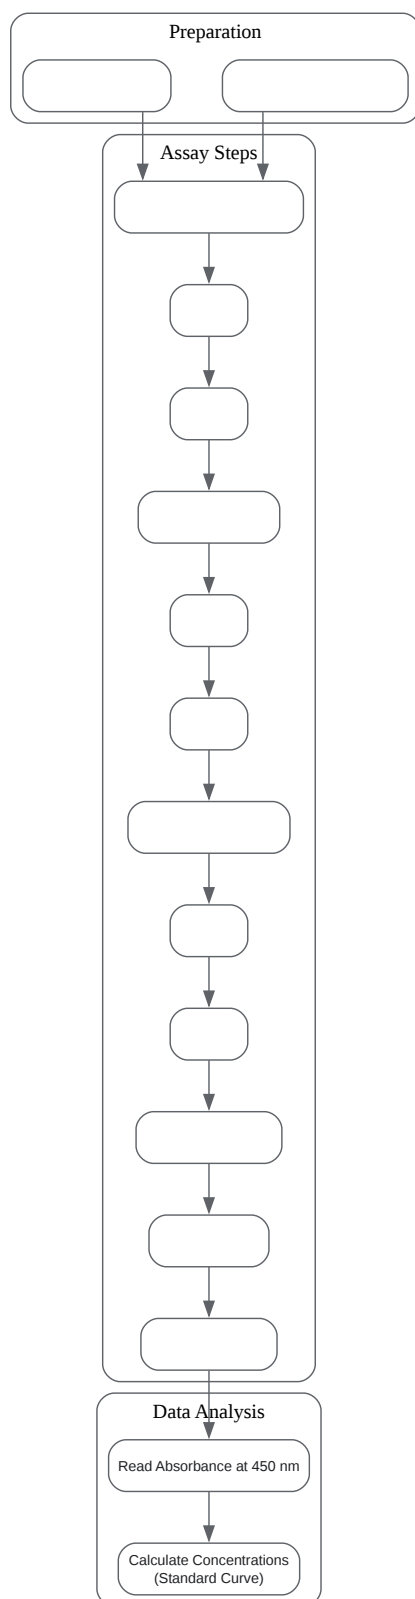 Preparation
Assay Steps
Data Analysis
Read Absorbance at 450 nm
Calculate Concentrations
(Standard Curve)